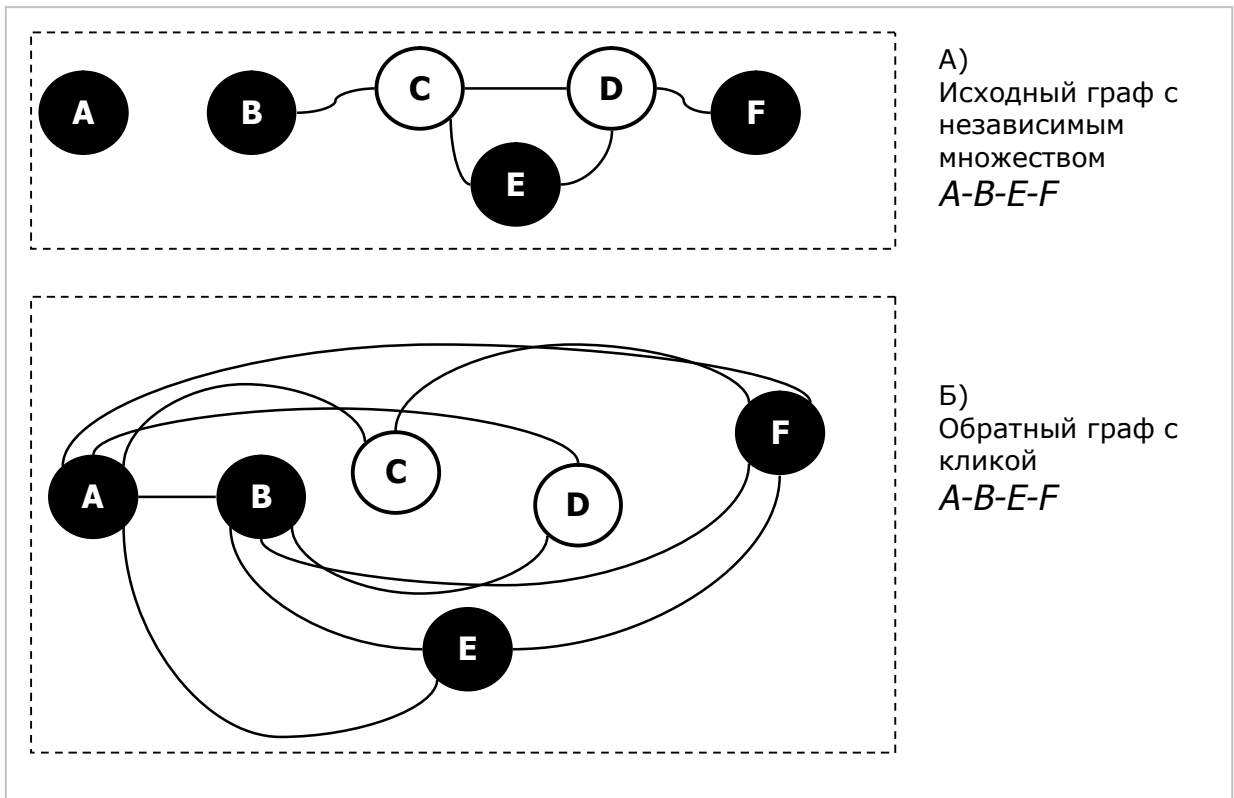 A
B
C
D
F
E
А)
Исходный граф с
независимым
множеством
A-B-E-F
F
C
A
B
D
E
Б)
Обратный граф с
кликой
A-B-E-F